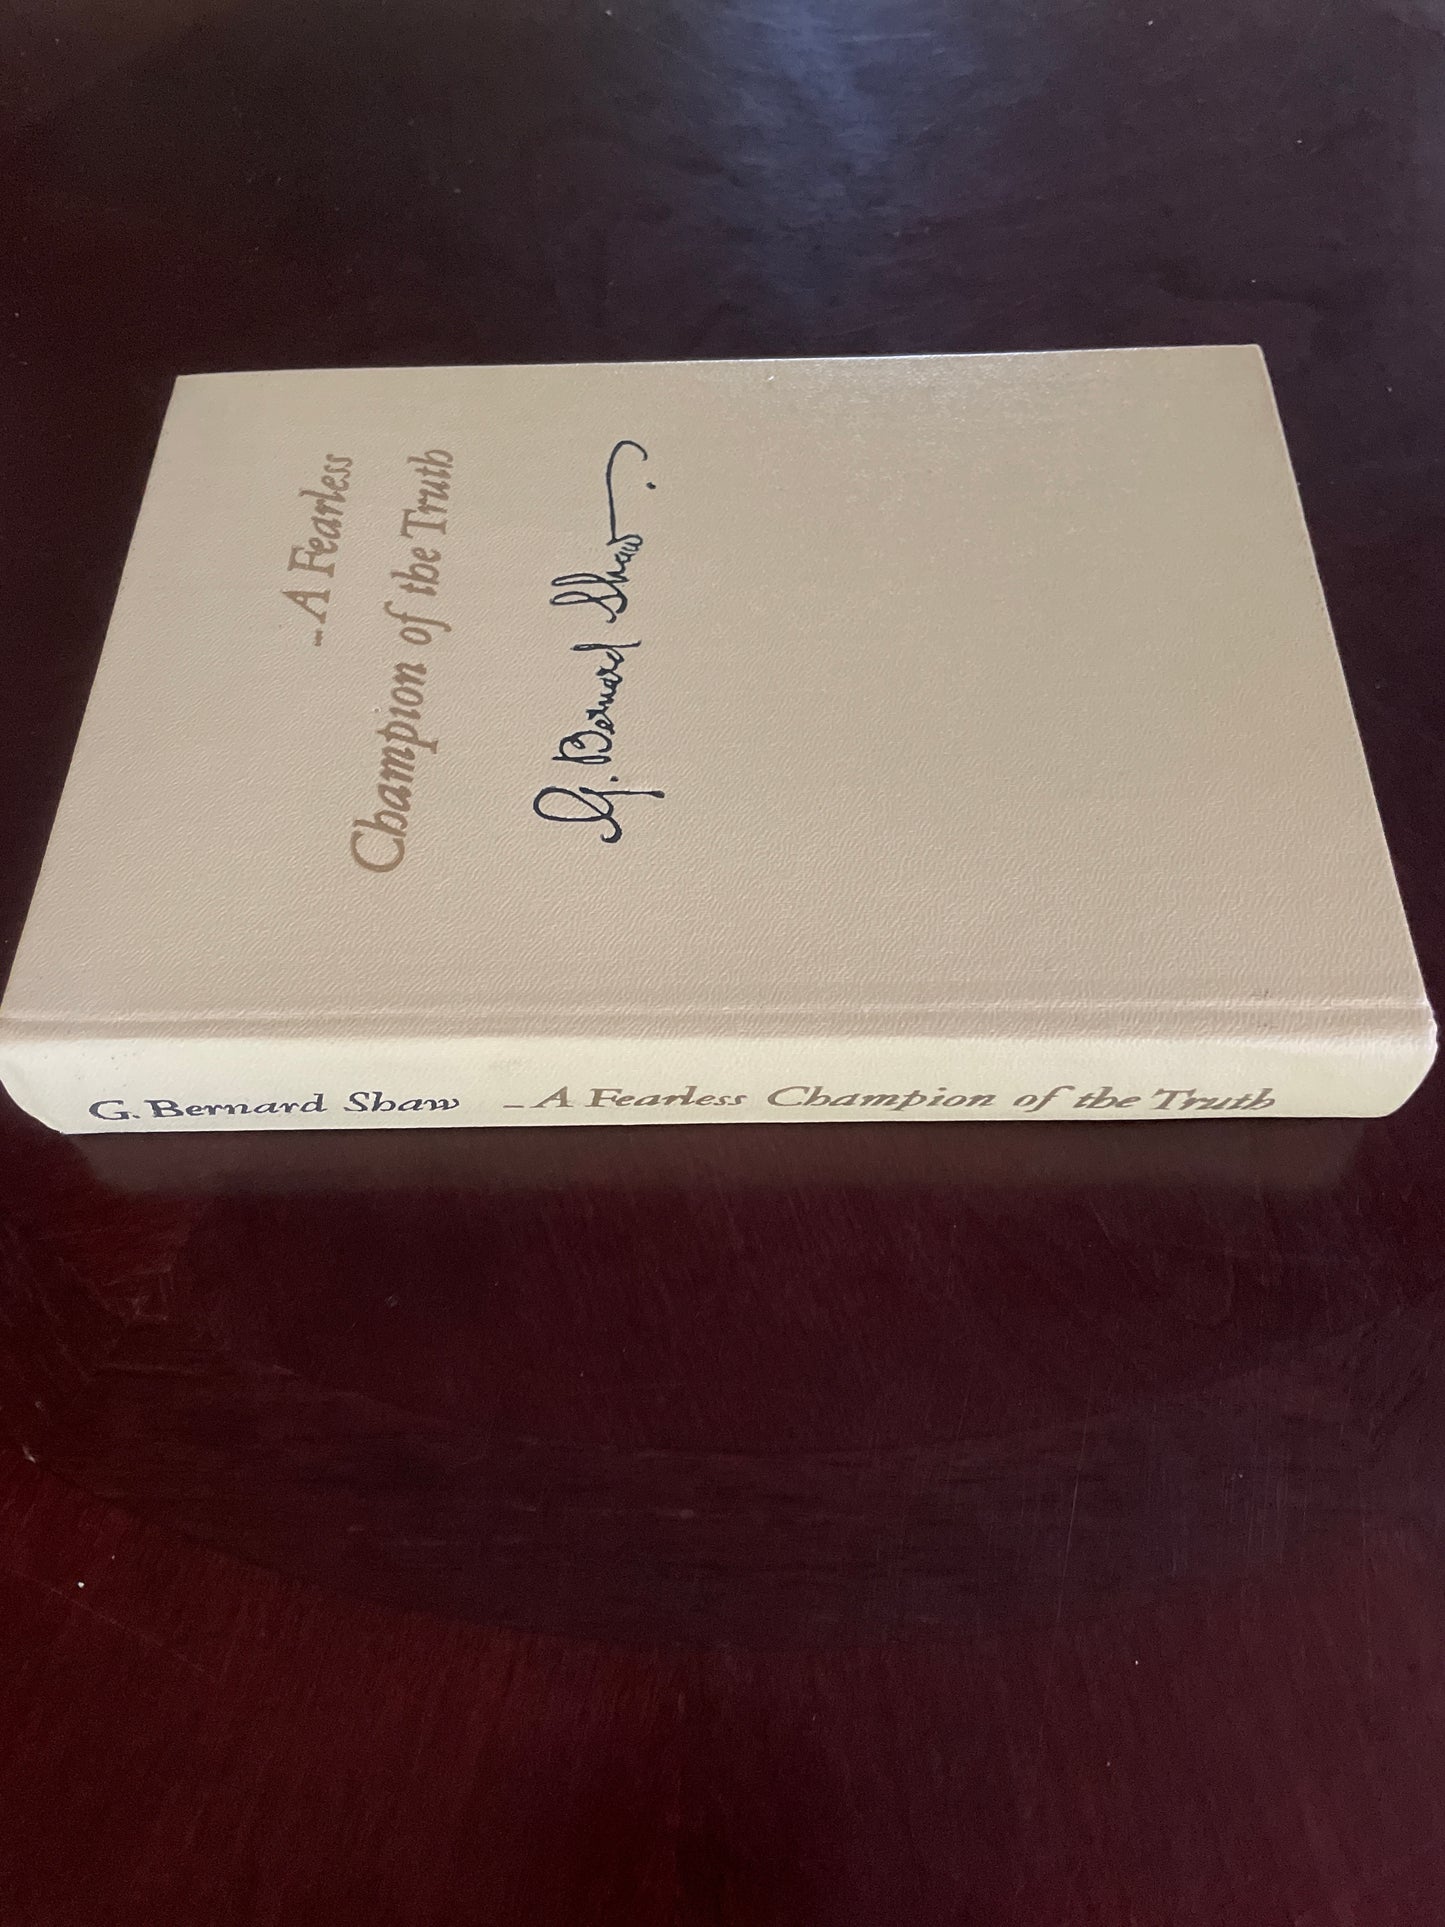 ...A Fearless
Champion of the Truth
G. Bernard Shaw.
G. Bernard Shaw ...A Fearless Champion of the Truth